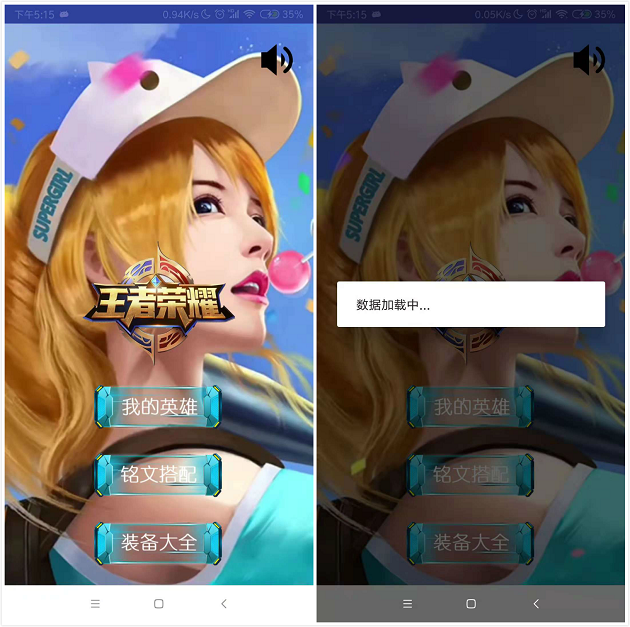 下午5:15
0.94K/s
35%
SUPERGIRL
王者荣耀
我的英雄
铭文搭配
装备大全
下午5:15
0.05K/s
35%
SUPERGIRL
数据加载中...
我的英雄
铭文搭配
装备大全